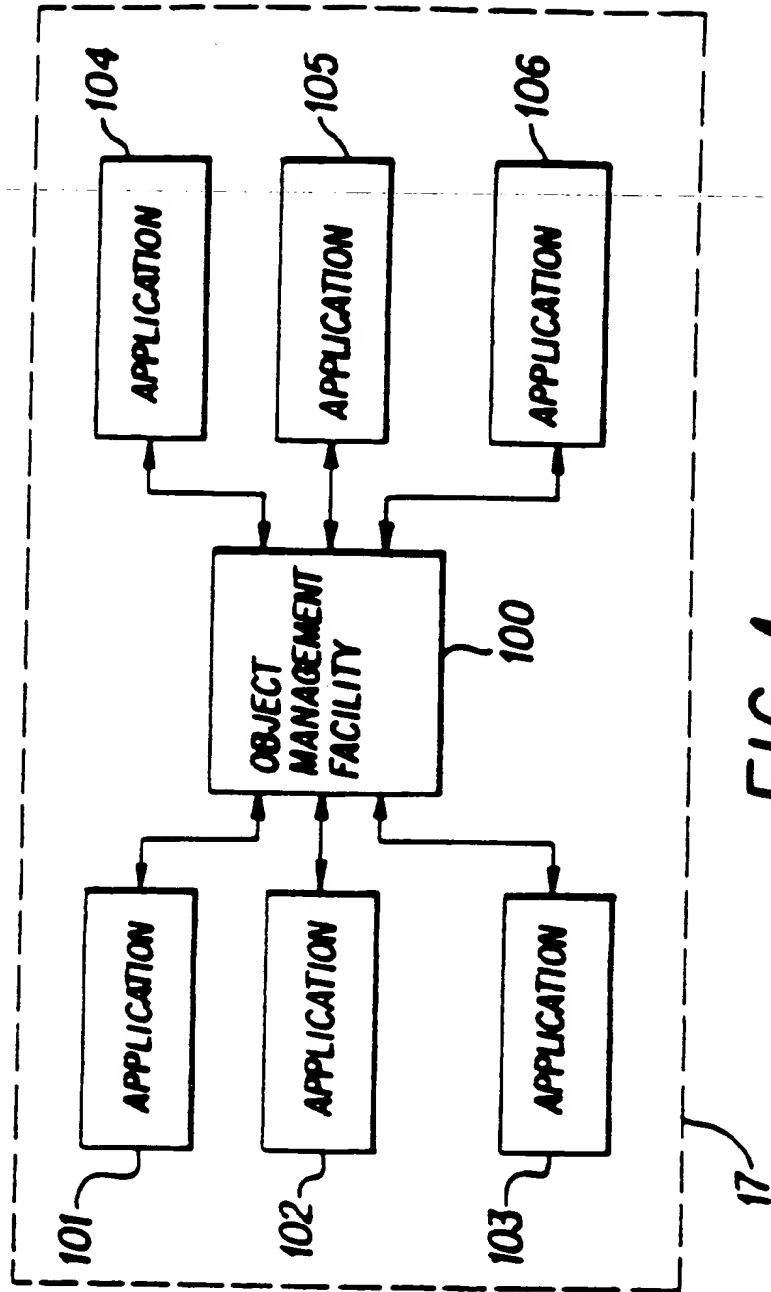 101
APPLICATION
102
APPLICATION
103
APPLICATION
OBJECT
MANAGEMENT
FACILITY
100
104
APPLICATION
105
APPLICATION
106
APPLICATION
17